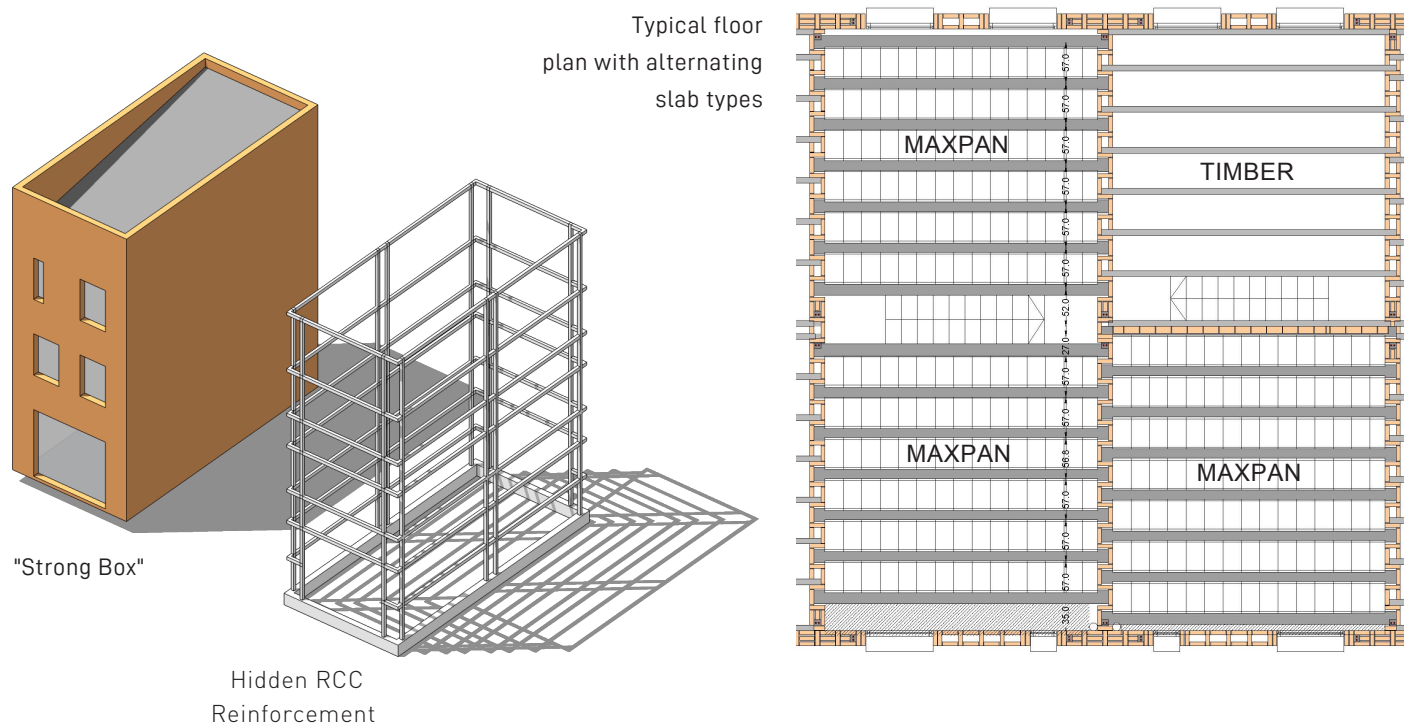 Typical floor
plan with alternating
slab types
"Strong Box"
Hidden RCC
Reinforcement
57.0
57.0
57.0
MAXPAN
TIMBER
57.0
57.0
57.0
52.0
27.0
57.0
57.0
MAXPAN
56.8
MAXPAN
57.0
57.0
57.0
35.0